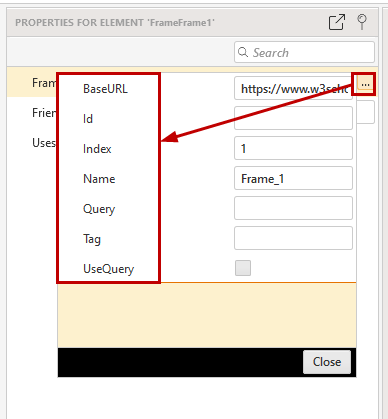 PROPERTIES FOR ELEMENT 'FrameFrame1'
Search
Fram
...
BaseURL
https://www.w3sch
Frien
Id
Uses
Index
1
Name
Frame_1
Query
Tag
UseQuery
Close